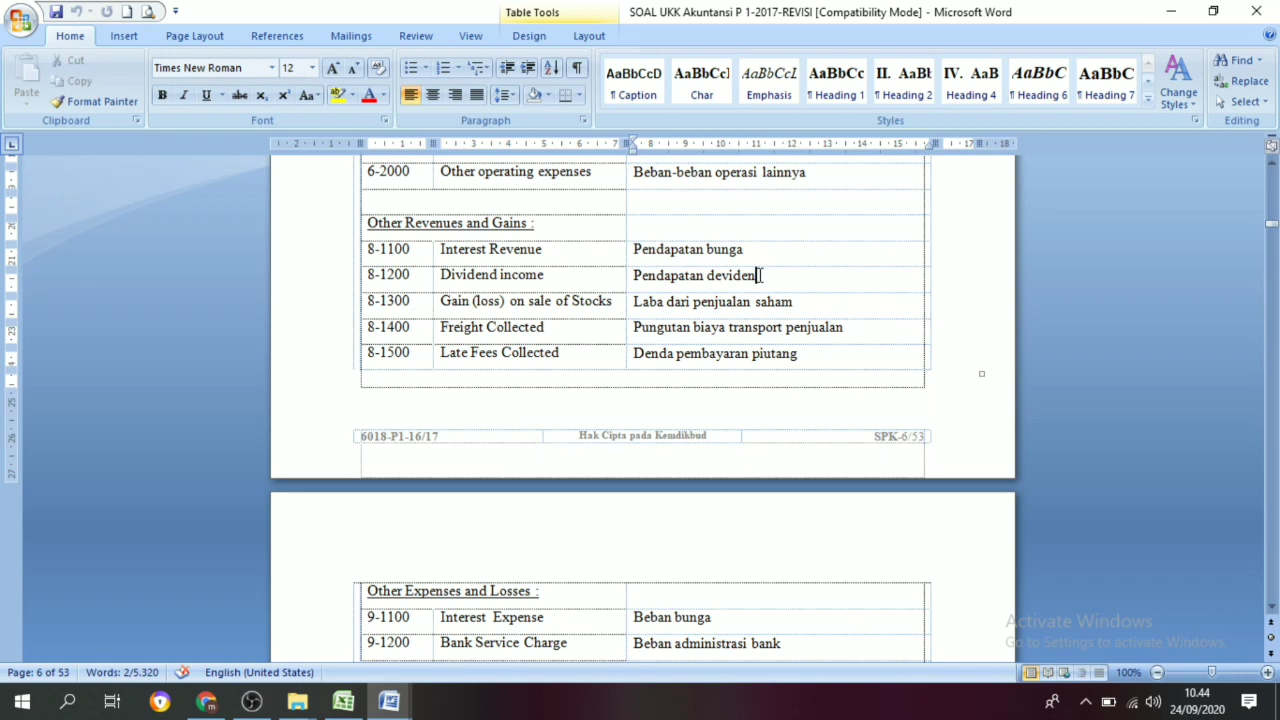 Table Tools
SOAL UKK Akuntansi P 1-2017-REVISI [Compatibility Mode] - Microsoft Word
Home Insert Page Layout References Mailings Review View Design Layout
Paste
Cut
Copy
Format Painter
Clipboard
Times New Roman 12
B I U abc X₂ X² Aa
Font
Paragraph
AaBbCcD AaBbCcI AaBbCcL AaBbCc II. AaBl IV. AaB AaBbC AaBbCC
¶ Caption Char Emphasis ¶ Heading 1 ¶ Heading 2 Heading 4 ¶ Heading 6 ¶ Heading 7
Styles
Change Styles
Find
Replace
Select
Editing
6-2000 Other operating expenses Beban-beban operasi lainnya
Other Revenues and Gains :
8-1100 Interest Revenue Pendapatan bunga
8-1200 Dividend income Pendapatan deviden
8-1300 Gain (loss) on sale of Stocks Laba dari penjualan saham
8-1400 Freight Collected Pungutan biaya transport penjualan
8-1500 Late Fees Collected Denda pembayaran piutang
6018-P1-16/17 Hak Cipta pada Kemdikbud SPK-6/53
Other Expenses and Losses :
9-1100 Interest Expense Beban bunga
9-1200 Bank Service Charge Beban administrasi bank
Activate Windows
Go to Settings to activate Windows.
Page: 6 of 53 Words: 2/5.320 English (United States) 100%
10.44
24/09/2020